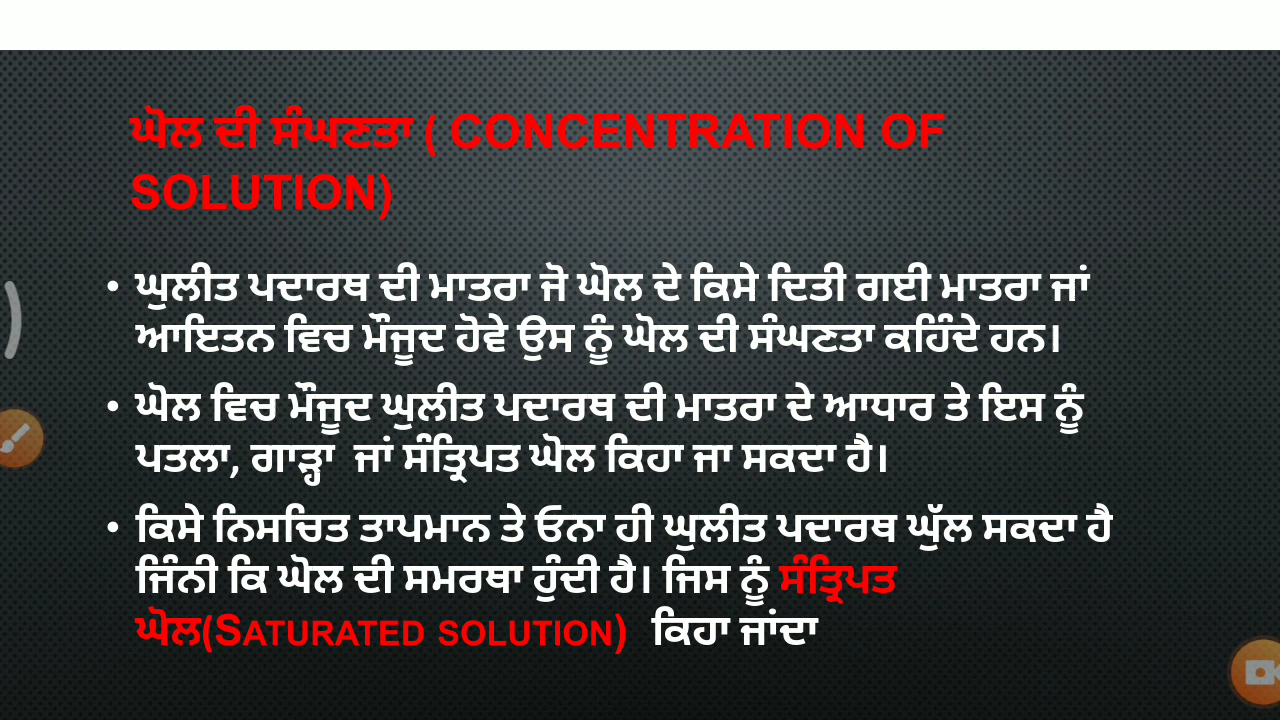 ਘੋਲ ਦੀ ਸੰਘਣਤਾ ( CONCENTRATION OF
SOLUTION)
• ਘੁਲੀਤ ਪਦਾਰਥ ਦੀ ਮਾਤਰਾ ਜੋ ਘੋਲ ਦੇ ਕਿਸੇ ਦਿਤੀ ਗਈ ਮਾਤਰਾ ਜਾਂ
ਆਇਤਨ ਵਿਚ ਮੌਜੂਦ ਹੋਵੇ ਉਸ ਨੂੰ ਘੋਲ ਦੀ ਸੰਘਣਤਾ ਕਹਿੰਦੇ ਹਨ।
• ਘੋਲ ਵਿਚ ਮੌਜੂਦ ਘੁਲੀਤ ਪਦਾਰਥ ਦੀ ਮਾਤਰਾ ਦੇ ਆਧਾਰ ਤੇ ਇਸ ਨੂੰ
ਪਤਲਾ, ਗਾੜ੍ਹਾ ਜਾਂ ਸੰਤ੍ਰਿਪਤ ਘੋਲ ਕਿਹਾ ਜਾ ਸਕਦਾ ਹੈ।
• ਕਿਸੇ ਨਿਸਚਿਤ ਤਾਪਮਾਨ ਤੇ ਓਨਾ ਹੀ ਘੁਲੀਤ ਪਦਾਰਥ ਘੁੱਲ ਸਕਦਾ ਹੈ
ਜਿੰਨੀ ਕਿ ਘੋਲ ਦੀ ਸਮਰਥਾ ਹੁੰਦੀ ਹੈ। ਜਿਸ ਨੂੰ ਸੰਤ੍ਰਿਪਤ
ਘੋਲ(SATURATED SOLUTION) ਕਿਹਾ ਜਾਂਦਾ